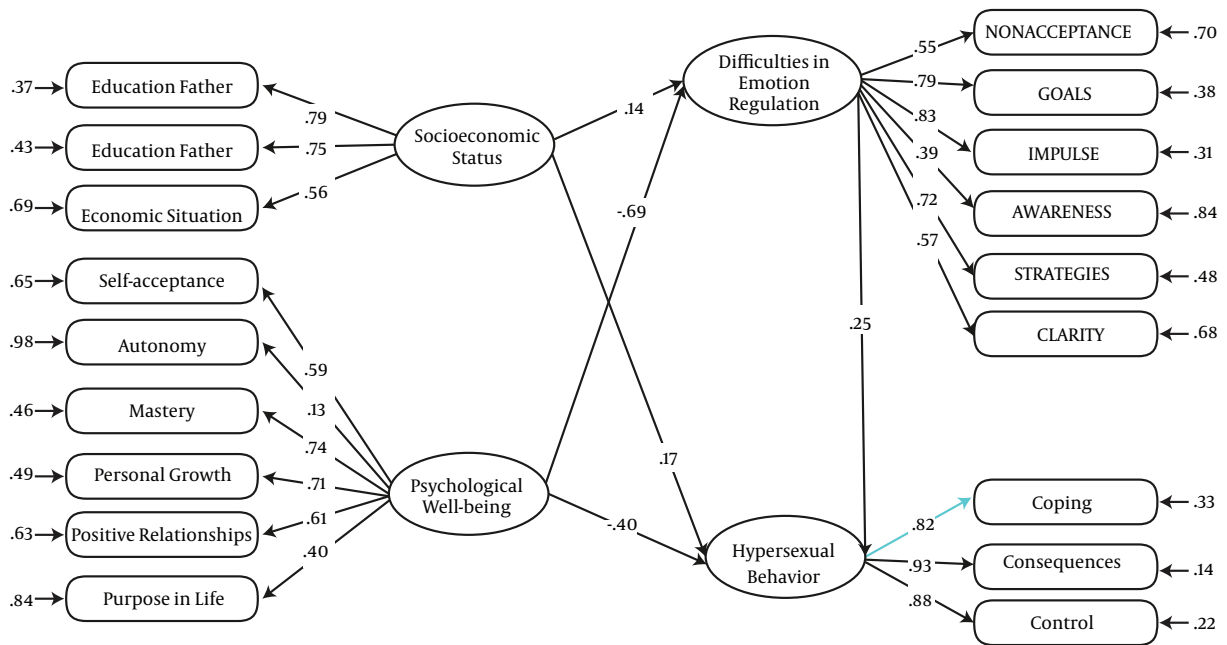 .37
Education Father
.79
.43
Education Father
.75
.69
Economic Situation
.56
Socioeconomic
Status
.65
Self-acceptance
.59
.98
Autonomy
.13
.46
Mastery
.74
.49
Personal Growth
.71
.63
Positive Relationships
.61
.84
Purpose in Life
.40
Psychological
Well-being
.14
-.69
.17
-.40
.25
Difficulties in
Emotion
Regulation
.55
NONACCEPTANCE
.70
.79
GOALS
.38
.83
IMPULSE
.31
.39
AWARENESS
.84
.72
STRATEGIES
.48
.57
CLARITY
.68
Hypersexual
Behavior
.82
Coping
.33
.93
Consequences
.14
.88
Control
.22